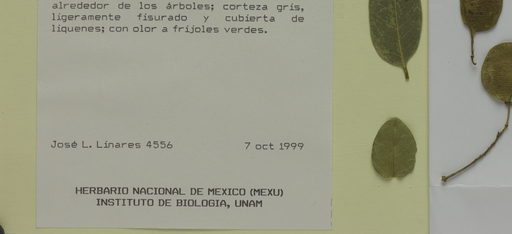 alrededor de los árboles; corteza gris,
ligeramente fisurado y cubierta de
liquenes; con olor a frijoles verdes.
José L. Linares 4556 7 oct 1999
HERBARIO NACIONAL DE MEXICO (MEXU)
INSTITUTO DE BIOLOGIA, UNAM